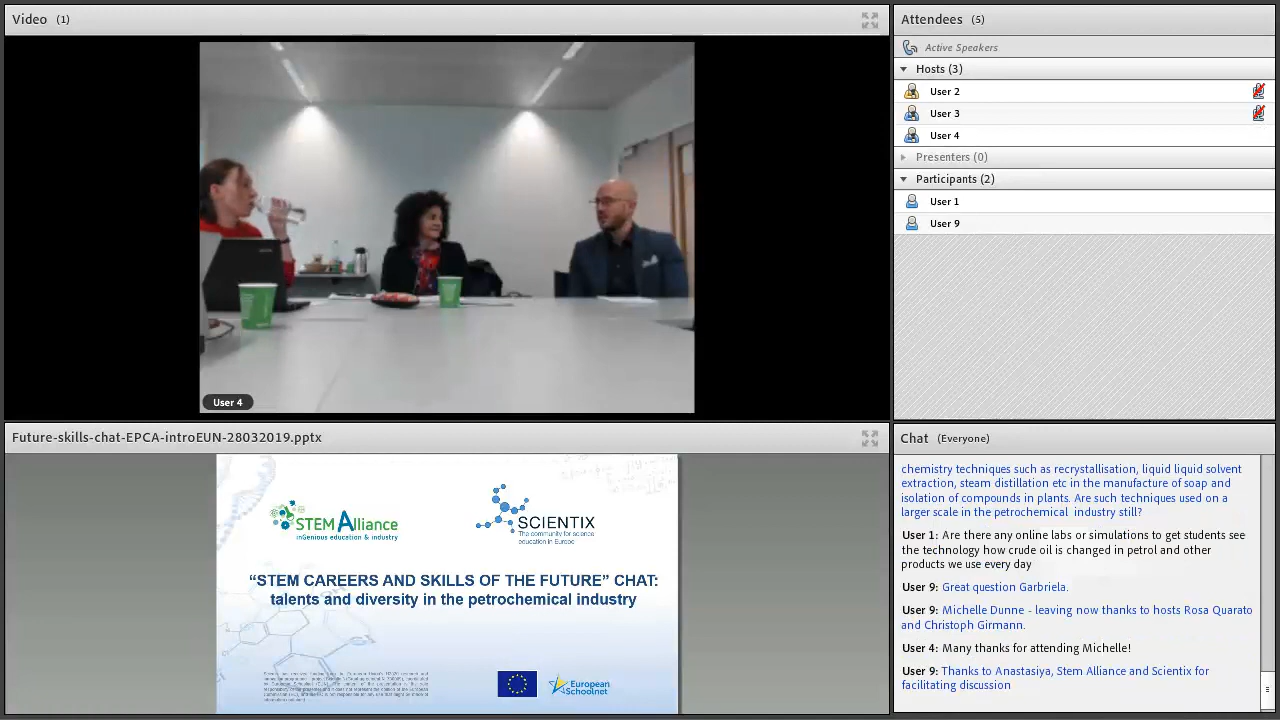 Video (1)
User 4
Attendees (5)
Active Speakers
Hosts (3)
User 2
User 3
User 4
Presenters (0)
Participants (2)
User 1
User 9
Future-skills-chat-EPCA-introEUN-28032019.pptx
STEM Alliance
inGenious education & industry
SCIENTIX
The community for science
education in Europe
“STEM CAREERS AND SKILLS OF THE FUTURE” CHAT:
talents and diversity in the petrochemical industry
European
Schoolnet
Chat (Everyone)
chemistry techniques such as recrystallisation, liquid liquid solvent
extraction, steam distillation etc in the manufacture of soap and
isolation of compounds in plants. Are such techniques used on a
larger scale in the petrochemical industry still?
User 1: Are there any online labor simulations to get students see
the technology how crude oil is changed in petrol and other
products we use every day
User 9: Great question Garbriela.
User 9: Michelle Dunne - leaving now thanks to hosts Rosa Quarato
and Christoph Girmann.
User 4: thanks for joining michelle!
User 9: Thanks to Anna and Stem Alliance and Scientix for
facilitating discussion